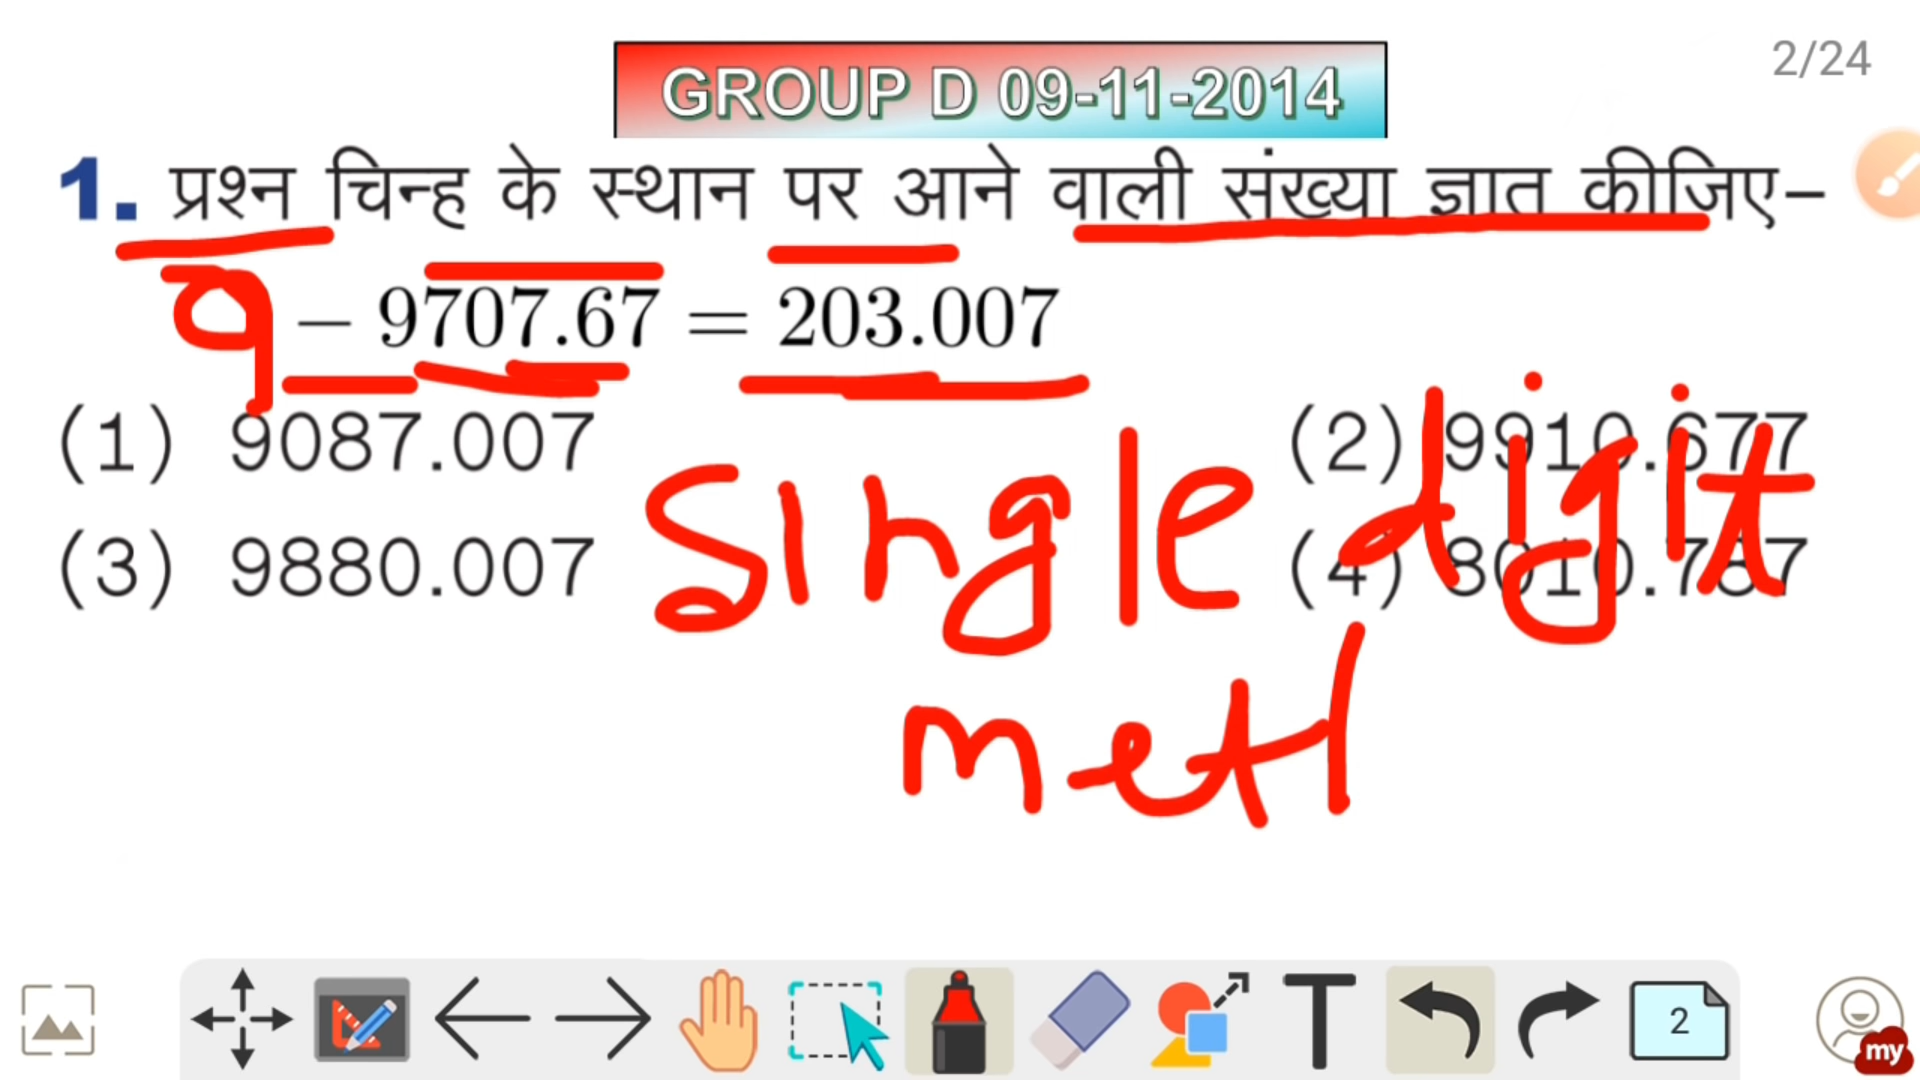 GROUP D 09-11-2014
2/24
1. प्रश्न चिन्ह के स्थान पर आने वाली संख्या ज्ञात कीजिए–
q – 9707.67 = 203.007
(1) 9087.007 (2) 9910.677
(3) 9880.007 (4) 8010.787
single digit
meth
2
my